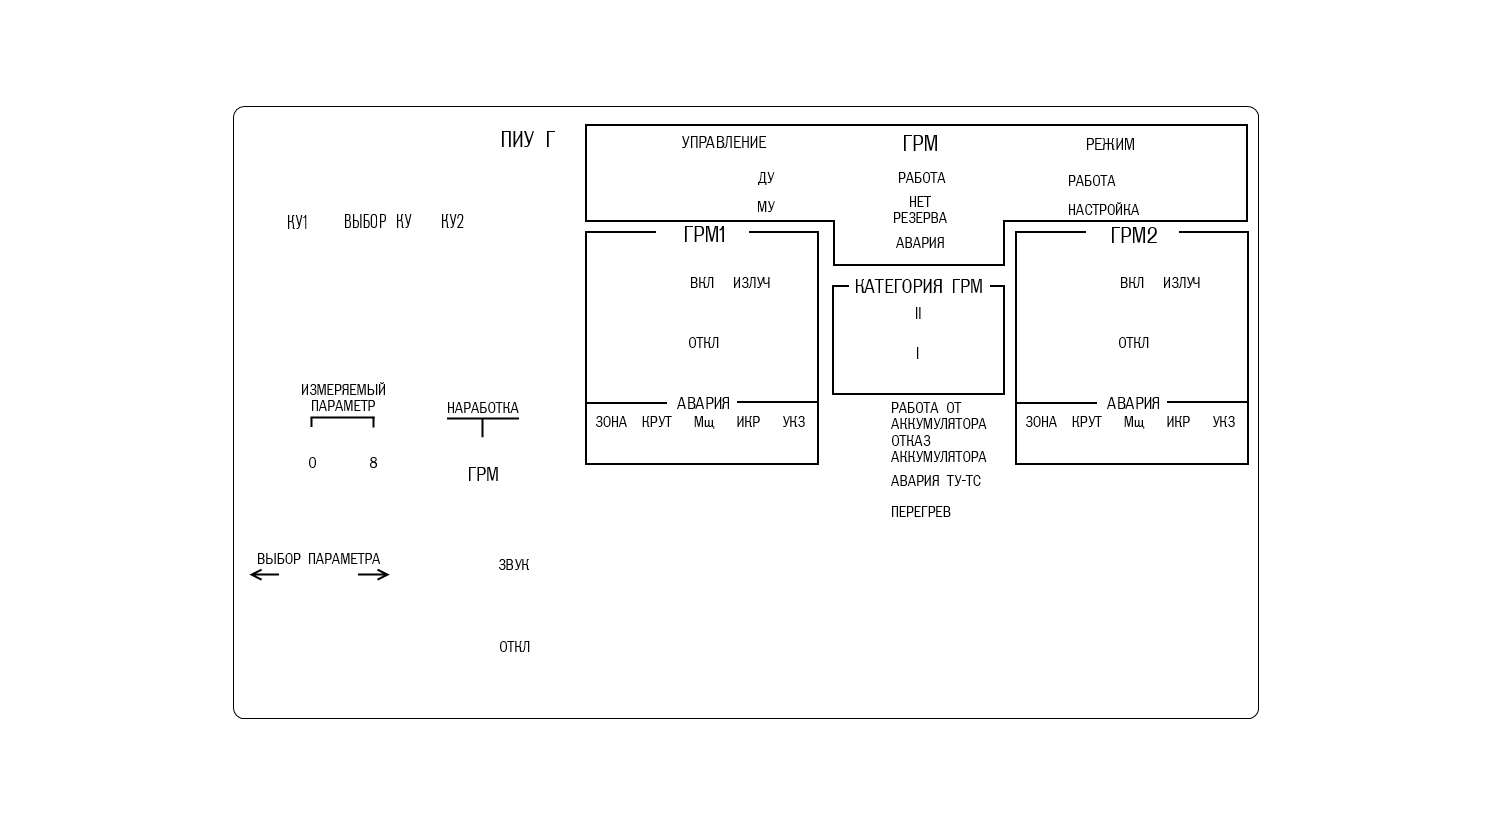 ПИУ Г
КУ1 ВЫБОР КУ КУ2
ИЗМЕРЯЕМЫЙ
ПАРАМЕТР
0 8
НАРАБОТКА
ГРМ
ВЫБОР ПАРАМЕТРА
ЗВУК
ОТКЛ
УПРАВЛЕНИЕ
ДУ
МУ
ГРМ
РАБОТА
НЕТ
РЕЗЕРВА
АВАРИЯ
РЕЖИМ
РАБОТА
НАСТРОЙКА
ГРМ1
ВКЛ ИЗЛУЧ
ОТКЛ
АВАРИЯ
ЗОНА КРУТ Мщ ИКР УКЗ
КАТЕГОРИЯ ГРМ
II
I
РАБОТА ОТ
АККУМУЛЯТОРА
ОТКАЗ
АККУМУЛЯТОРА
АВАРИЯ ТУ-ТС
ПЕРЕГРЕВ
ГРМ2
ВКЛ ИЗЛУЧ
ОТКЛ
АВАРИЯ
ЗОНА КРУТ Мщ ИКР УКЗ